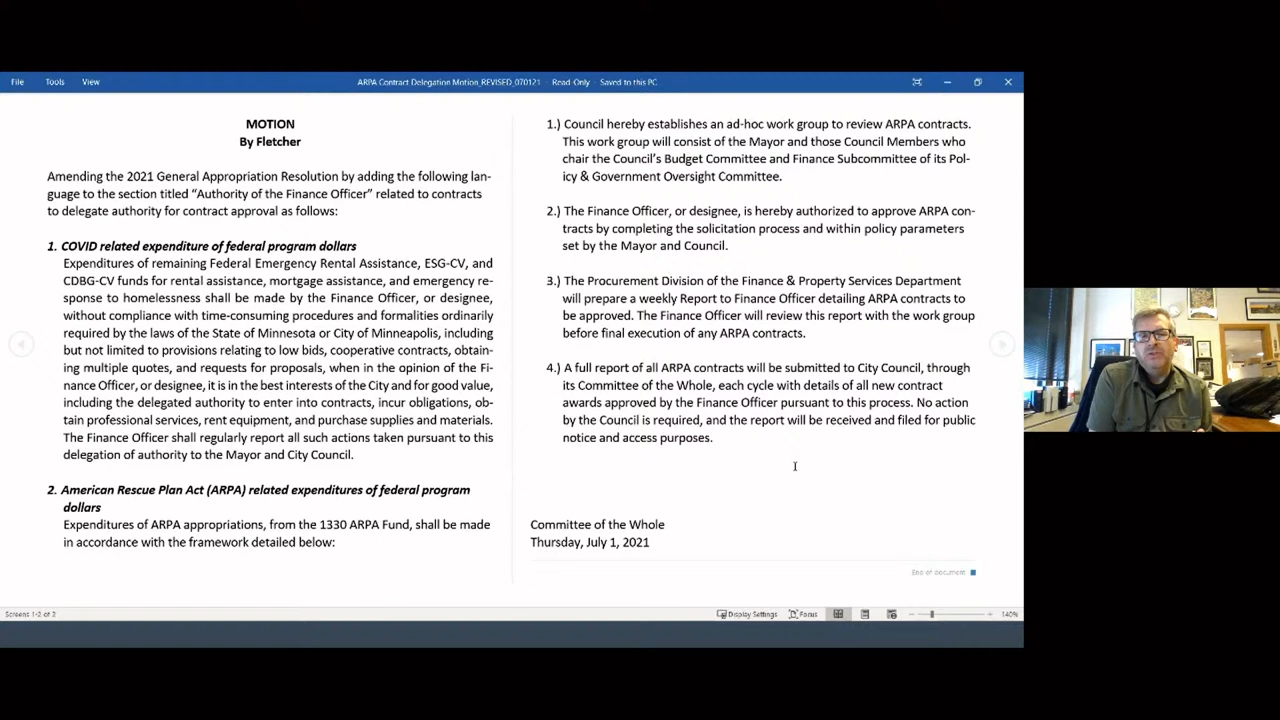 File Tools View ARPA Contract Delegation Motion_REVISED_070121 - Read-Only - Saved to this PC
MOTION
By Fletcher
Amending the 2021 General Appropriation Resolution by adding the following lan-
guage to the section titled “Authority of the Finance Officer” related to contracts
to delegate authority for contract approval as follows:
1. COVID related expenditure of federal program dollars
Expenditures of remaining Federal Emergency Rental Assistance, ESG-CV, and
CDBG-CV funds for rental assistance, mortgage assistance, and emergency re-
sponse to homelessness shall be made by the Finance Officer, or designee,
without compliance with time-consuming procedures and formalities ordinarily
required by the laws of the State of Minnesota or City of Minneapolis, including
but not limited to provisions relating to low bids, cooperative contracts, obtain-
ing multiple quotes, and requests for proposals, when in the opinion of the Fi-
nance Officer, or designee, it is in the best interests of the City and for good value,
including the delegated authority to enter into contracts, incur obligations, ob-
tain professional services, rent equipment, and purchase supplies and materials.
The Finance Officer shall regularly report all such actions taken pursuant to this
delegation of authority to the Mayor and City Council.
2. American Rescue Plan Act (ARPA) related expenditures of federal program
dollars
Expenditures of ARPA appropriations, from the 1330 ARPA Fund, shall be made
in accordance with the framework detailed below:
1.) Council hereby establishes an ad-hoc work group to review ARPA contracts.
This work group will consist of the Mayor and those Council Members who
chair the Council’s Budget Committee and Finance Subcommittee of its Pol-
icy & Government Oversight Committee.
2.) The Finance Officer, or designee, is hereby authorized to approve ARPA con-
tracts by completing the solicitation process and within policy parameters
set by the Mayor and Council.
3.) The Procurement Division of the Finance & Property Services Department
will prepare a weekly Report to Finance Officer detailing ARPA contracts to
be approved. The Finance Officer will review this report with the work group
before final execution of any ARPA contracts.
4.) A full report of all ARPA contracts will be submitted to City Council, through
its Committee of the Whole, each cycle with details of all new contract
awards approved by the Finance Officer pursuant to this process. No action
by the Council is required, and the report will be received and filed for public
notice and access purposes.
Committee of the Whole
Thursday, July 1, 2021
End of document
Screens 1-2 of 2 Display Settings Focus 140%